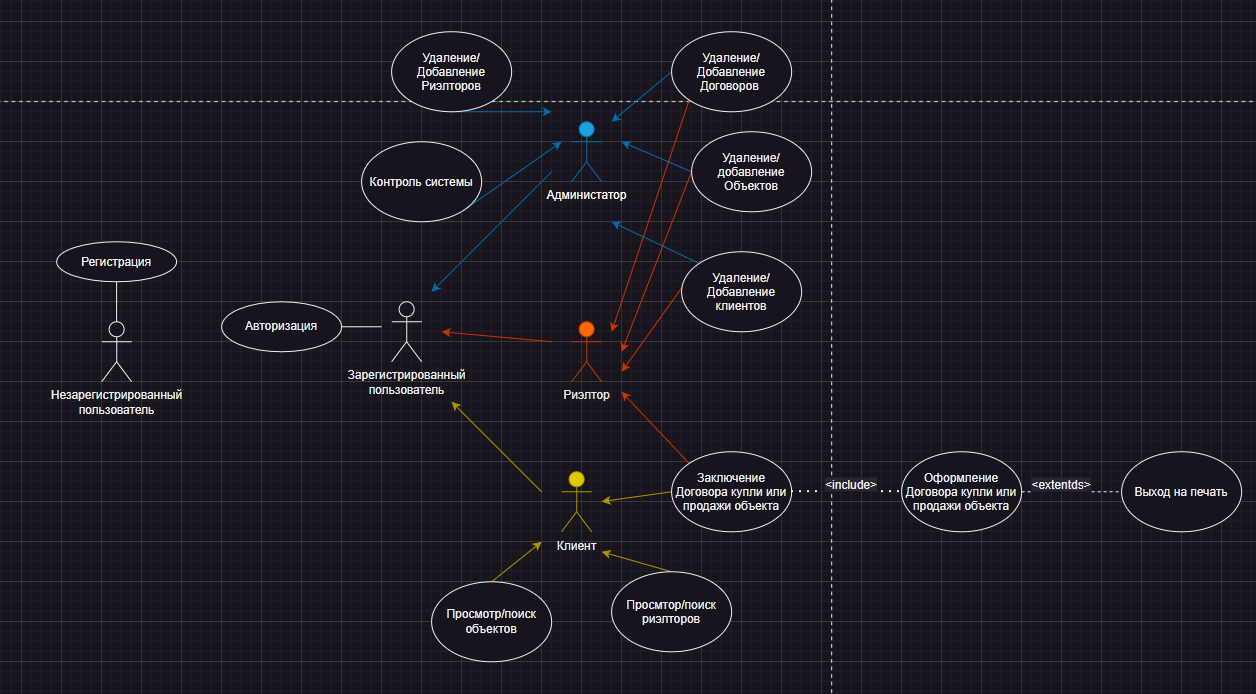 Удаление/
Добавление
Риэлторов
Удаление/
Добавление
Договоров
Контроль системы
Администатор
Удаление/
добавление
Объектов
Регистрация
Удаление/
Добавление
клиентов
Авторизация
Незарегистрированный
пользователь
Зарегистрированный
пользователь
Риэлтор
Заключение
Договора купли или
продажи объекта
<include>
Оформление
Договора купли или
продажи объекта
<extentds>
Выход на печать
Клиент
Просмотр/поиск
объектов
Просмтор/поиск
риэлторов